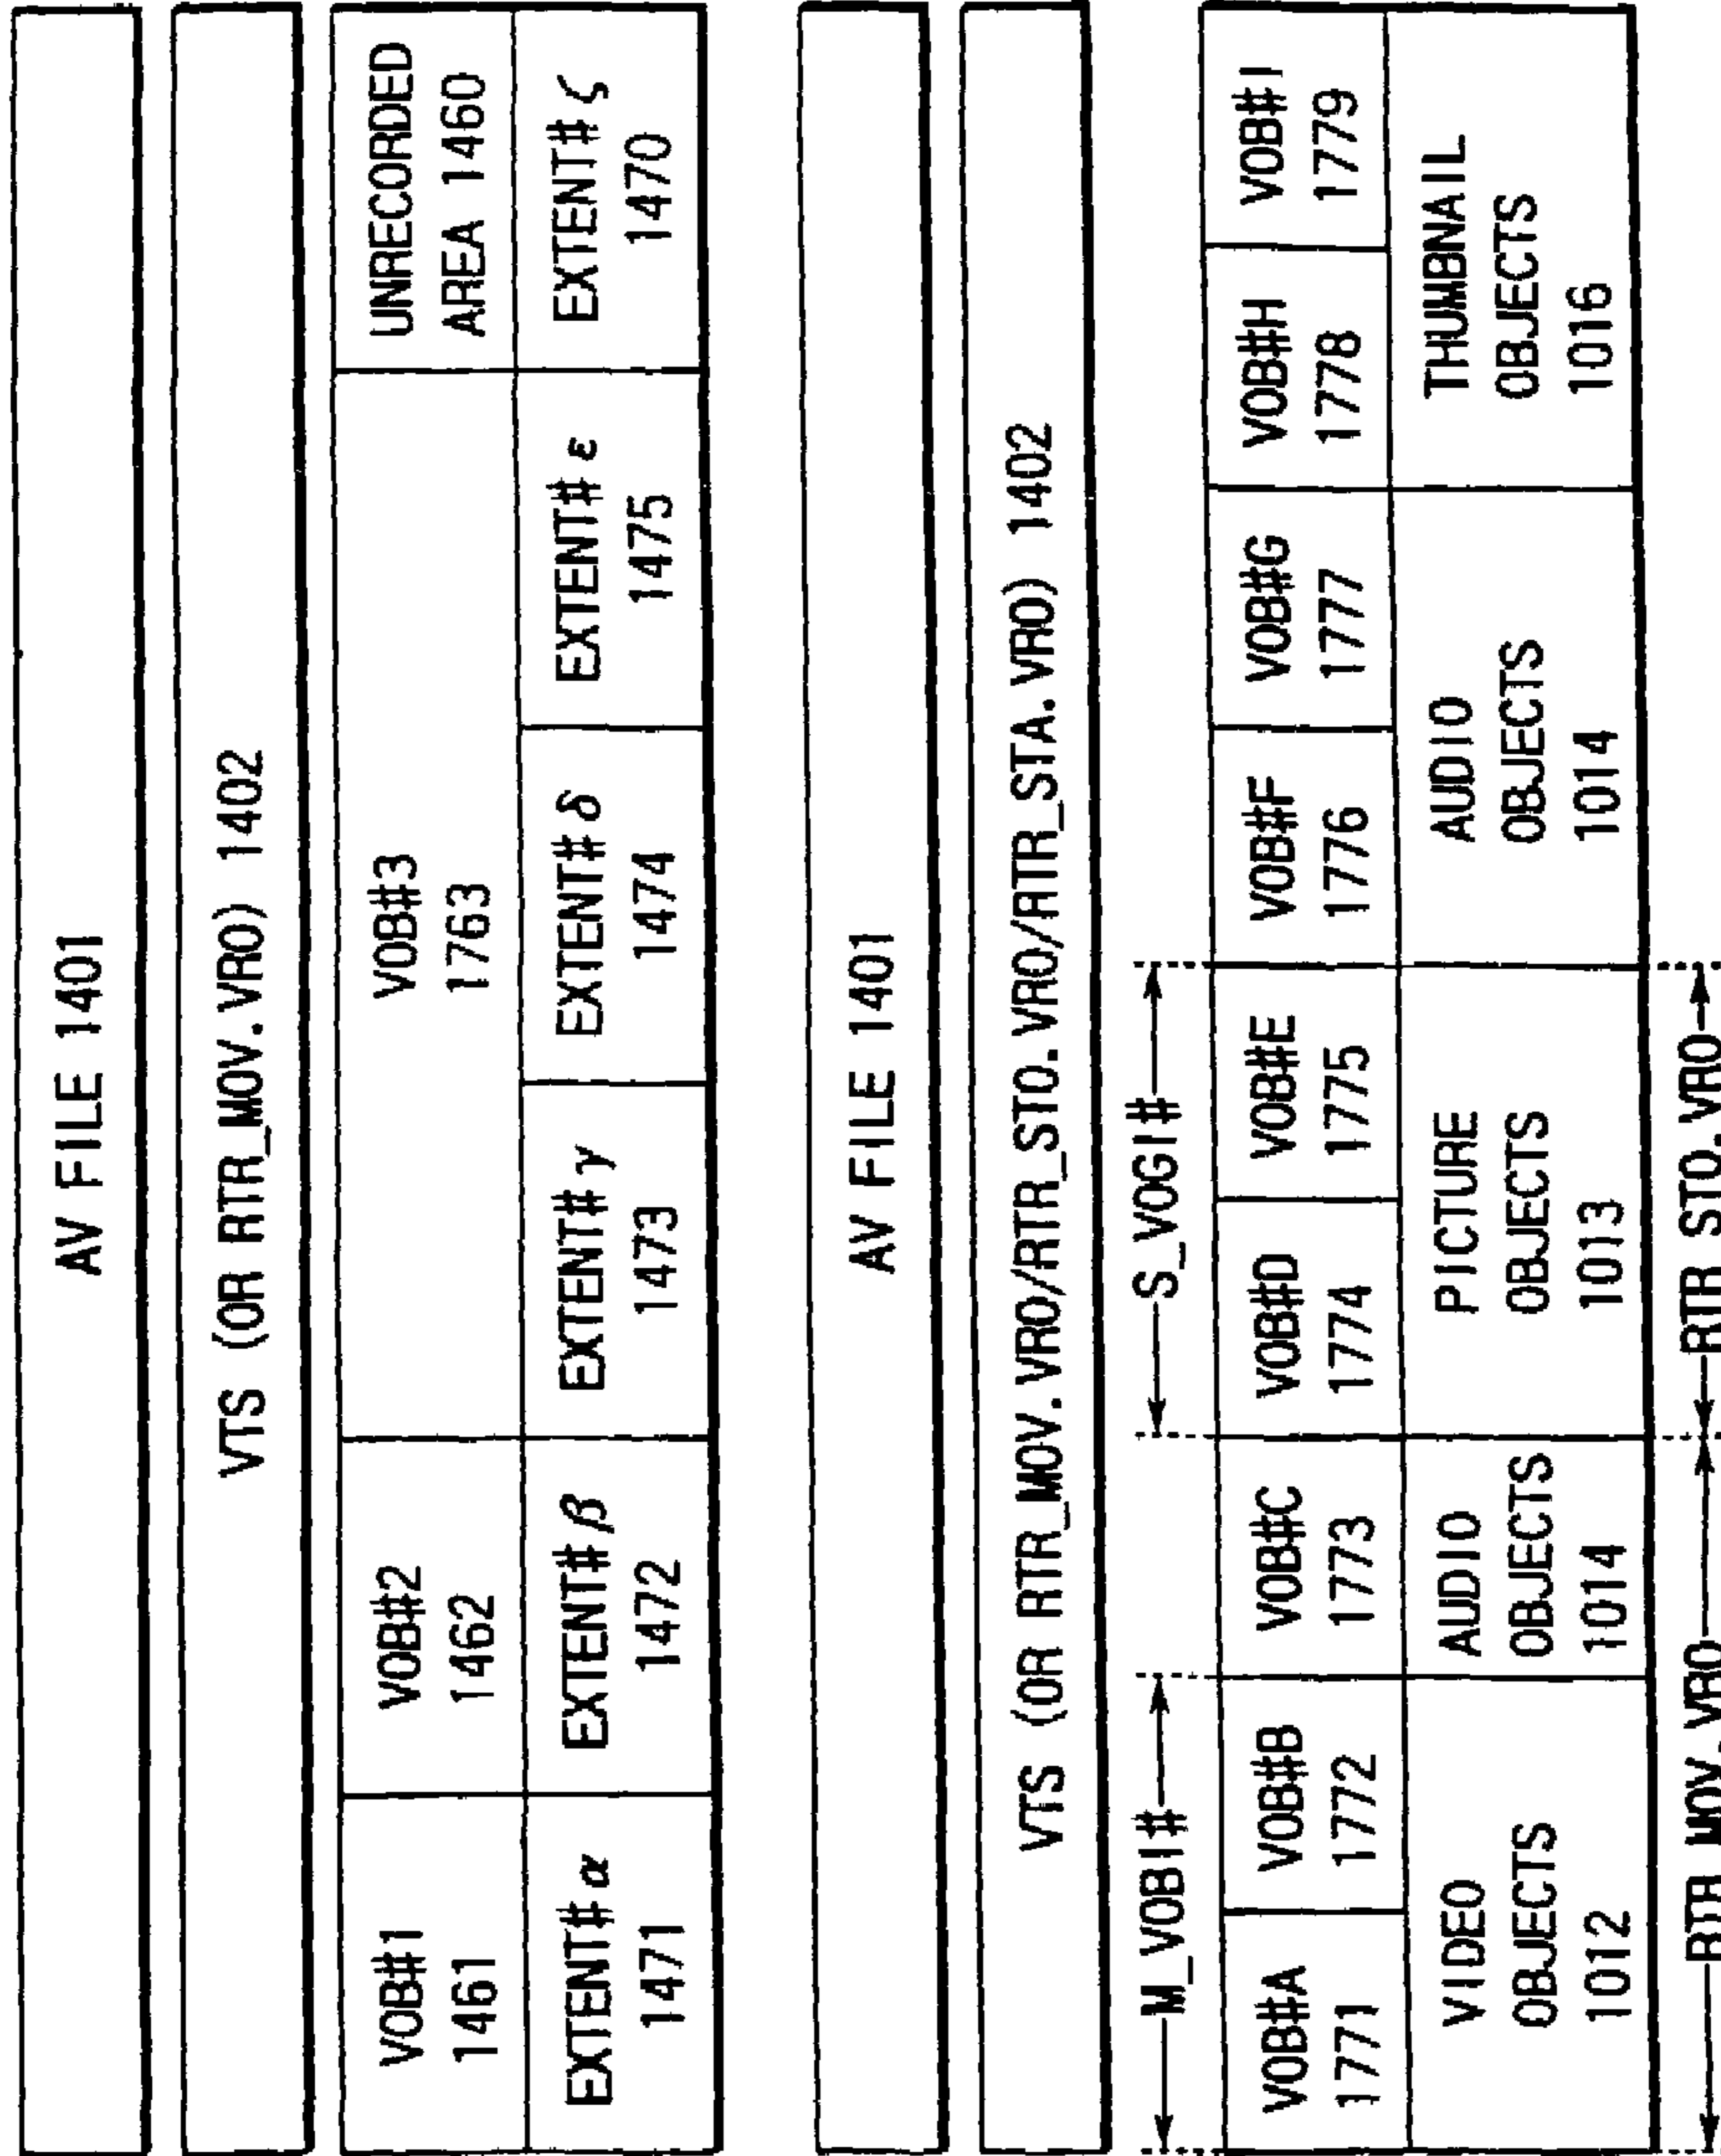 AV FILE 1401
VTS (OR RTR_MOV.VRO) 1402
VOB#1
1461
VOB#2
1462
VOB#3
1763
UNRECORDED
AREA 1460
EXTENT#α
1471
EXTENT#β
1472
EXTENT#γ
1473
EXTENT#δ
1474
EXTENT#ε
1475
EXTENT#ζ
1470
AV FILE 1401
VTS (OR RTR_MOV.VRO/RTR_STO.VRO/RTR_STA.VRO) 1402
M_VOBI#
S_VOGI#
VOB#A
1771
VOB#B
1772
VOB#C
1773
VOB#D
1774
VOB#E
1775
VOB#F
1776
VOB#G
1777
VOB#H
1778
VOB#I
1779
VIDEO
OBJECTS
1012
AUDIO
OBJECTS
1014
PICTURE
OBJECTS
1013
AUDIO
OBJECTS
1014
THUMBNAIL
OBJECTS
1016
RTR_MOV.VRO
RTR_STO.VRO